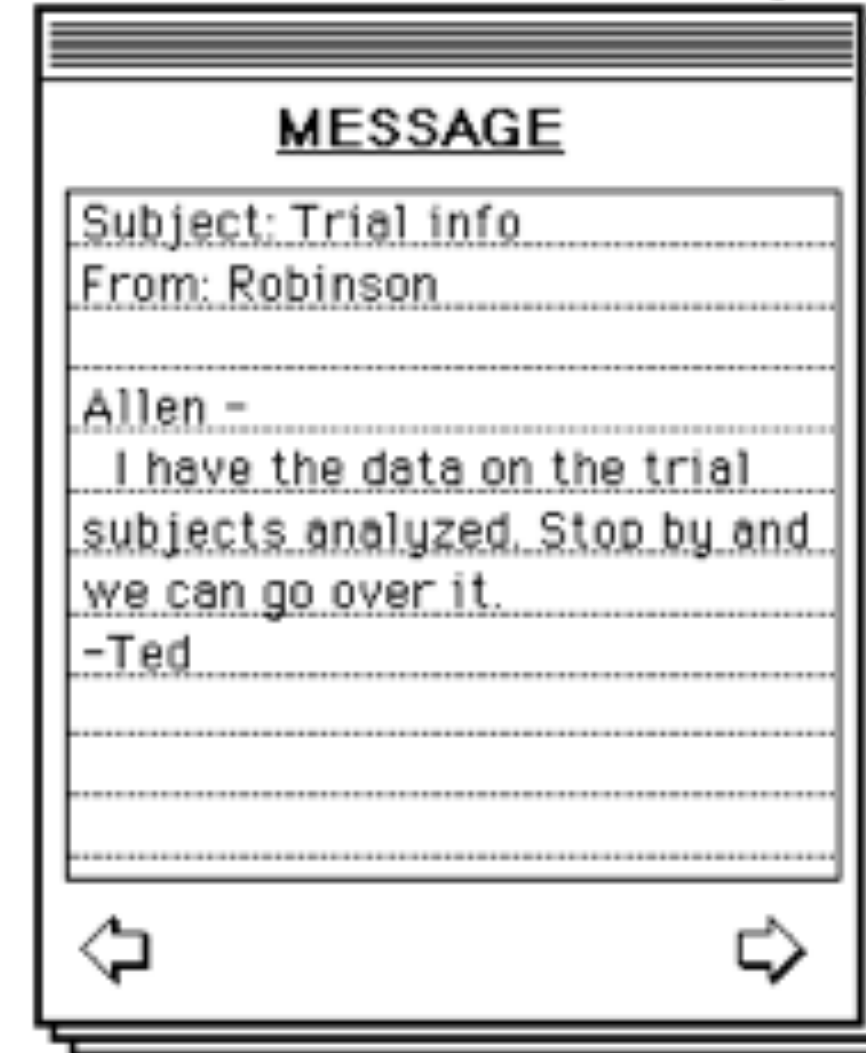 MESSAGE
Subject: Trial info
From: Robinson
Allen -
I have the data on the trial
subjects analyzed. Stop by and
we can go over it.
-Ted